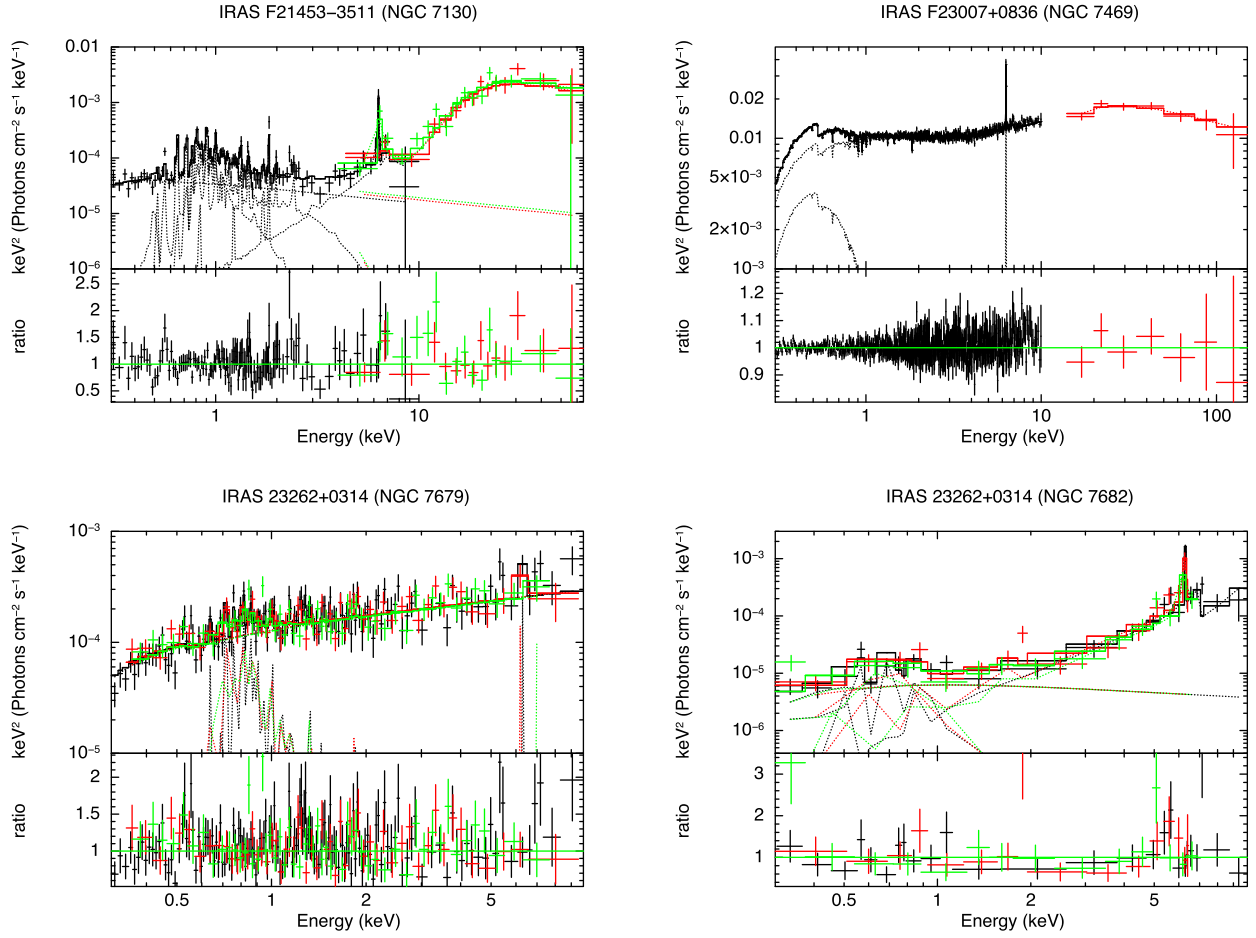 IRAS F21453−3511 (NGC 7130)
keV² (Photons cm⁻² s⁻¹ keV⁻¹)
0.01
10⁻³
10⁻⁴
10⁻⁵
10⁻⁶
ratio
2.5
2
1.5
1
0.5
1 10
Energy (keV)
IRAS F23007+0836 (NGC 7469)
keV² (Photons cm⁻² s⁻¹ keV⁻¹)
0.02
0.01
5×10⁻³
2×10⁻³
10⁻³
ratio
1.2
1.1
1
0.9
1 10 100
Energy (keV)
IRAS 23262+0314 (NGC 7679)
keV² (Photons cm⁻² s⁻¹ keV⁻¹)
10⁻³
10⁻⁴
10⁻⁵
ratio
2
1.5
1
0.5 1 2 5
Energy (keV)
IRAS 23262+0314 (NGC 7682)
keV² (Photons cm⁻² s⁻¹ keV⁻¹)
10⁻³
10⁻⁴
10⁻⁵
10⁻⁶
ratio
3
2
1
0.5 1 2 5
Energy (keV)